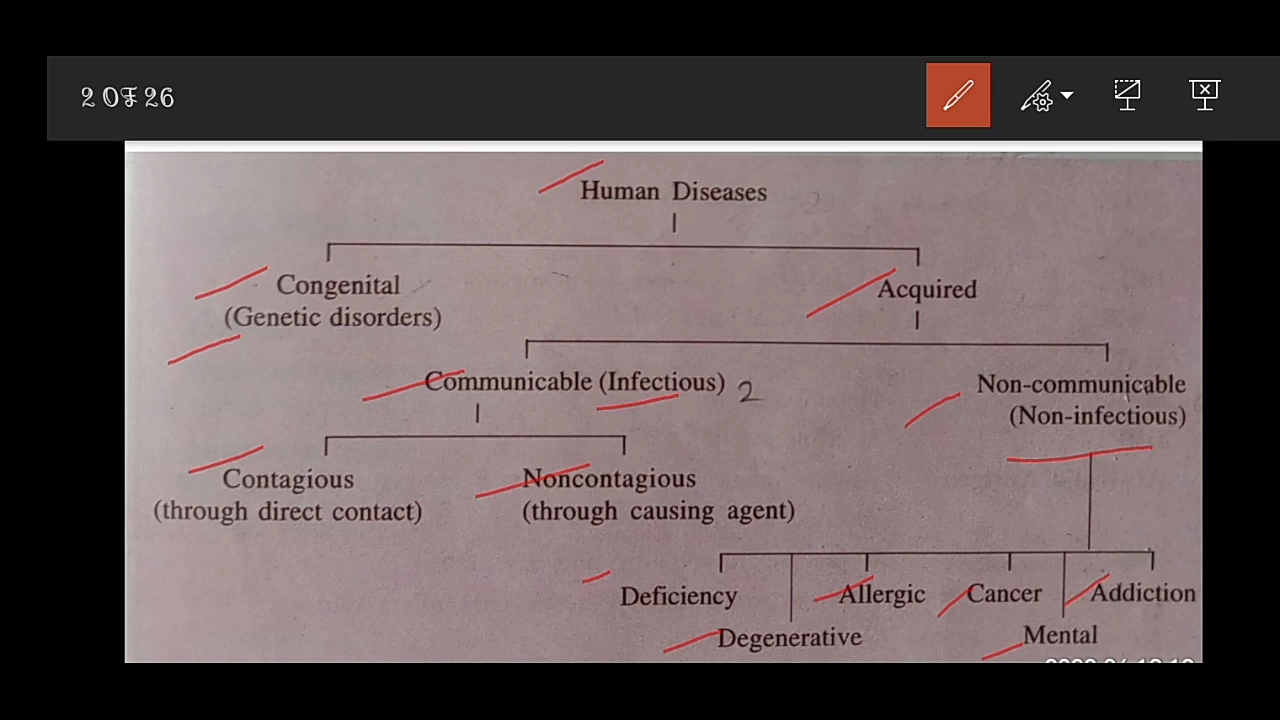 2 OF 26
Human Diseases
Congenital
(Genetic disorders)
Acquired
Communicable (Infectious) 2
Non-communicable
(Non-infectious)
Contagious
(through direct contact)
Noncontagious
(through causing agent)
Deficiency
Allergic
Cancer
Addiction
Degenerative
Mental